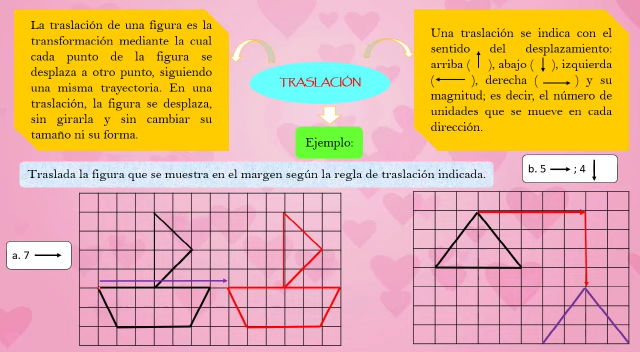 La traslación de una figura es la
transformación mediante la cual
cada punto de la figura se
desplaza a otro punto, siguiendo
una misma trayectoria. En una
traslación, la figura se desplaza,
sin girarla y sin cambiar su
tamaño ni su forma.
TRASLACIÓN
Una traslación se indica con el
sentido ↑ del desplazamiento:
arriba ( ↑ ), abajo ( ↓ ), izquierda
( ← ), derecha ( → ) y su
magnitud; es decir, el número de
unidades que se mueve en cada
dirección.
Ejemplo:
Traslada la figura que se muestra en el margen según la regla de traslación indicada.
b. 5 → ; 4 ↓
a. 7 →